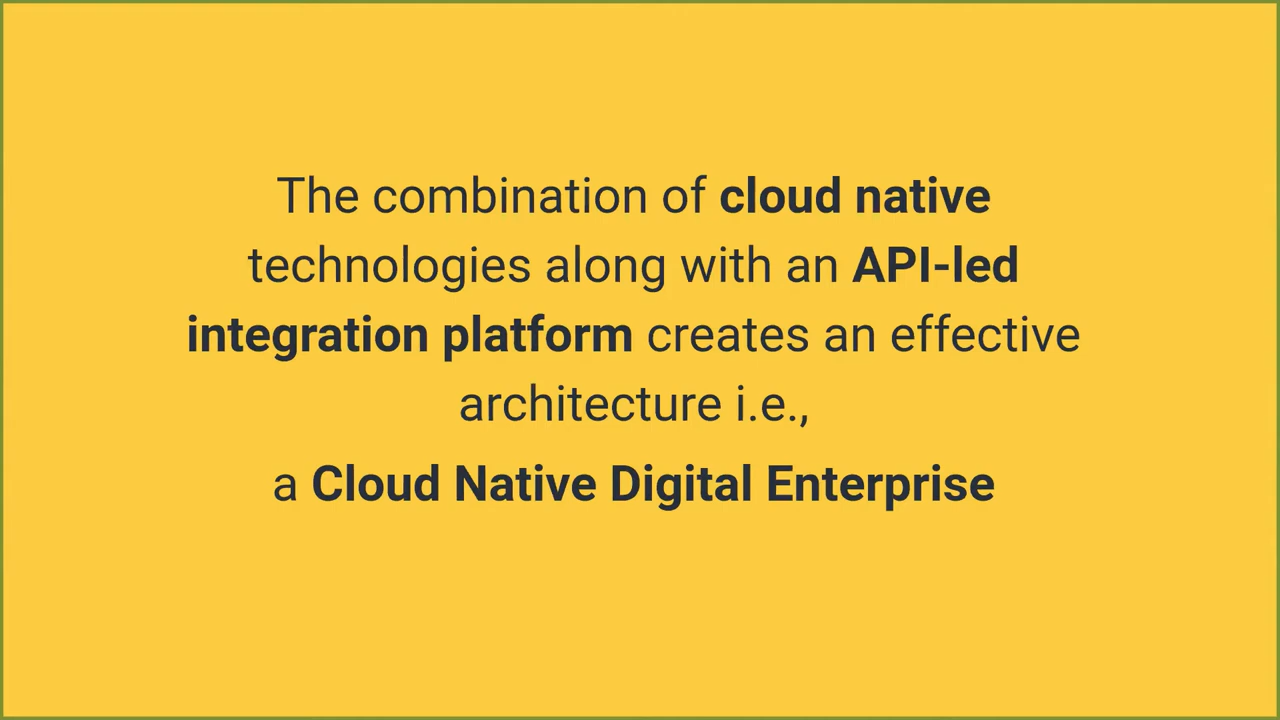 The combination of cloud native
technologies along with an API-led
integration platform creates an effective
architecture i.e.,
a Cloud Native Digital Enterprise